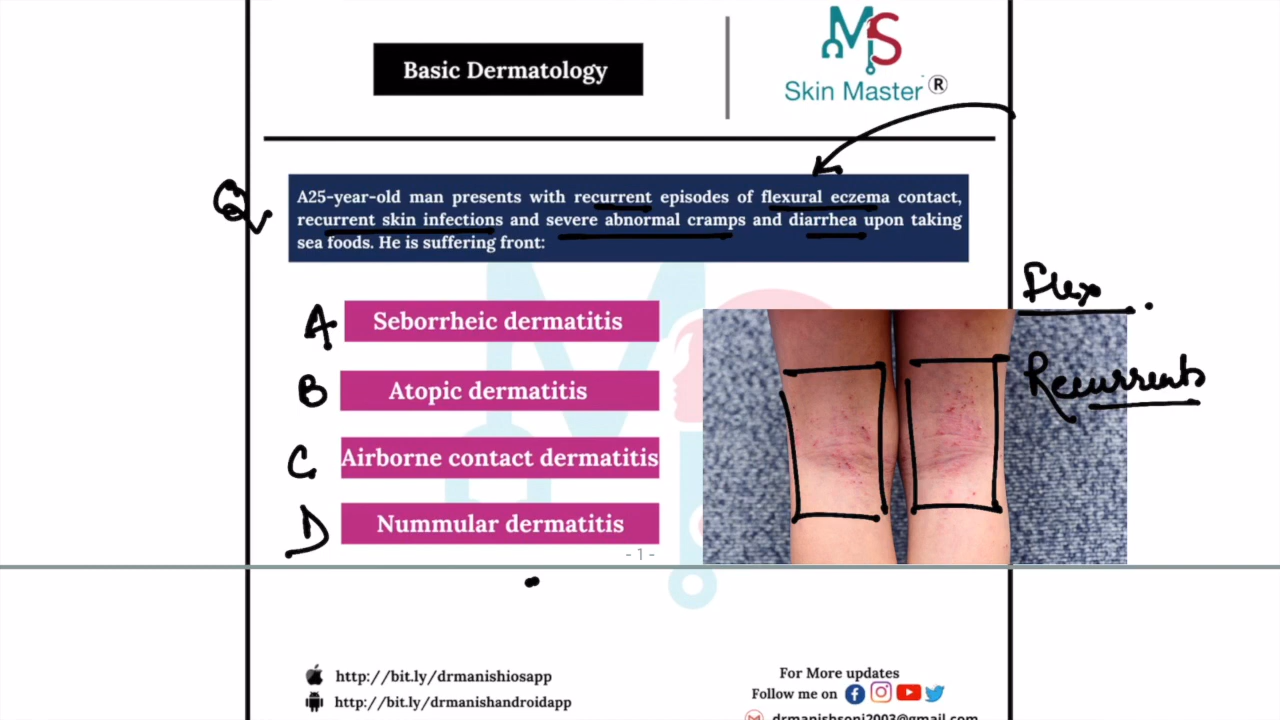 Basic Dermatology
MS
Skin Master ®
Q
A25-year-old man presents with recurrent episodes of flexural eczema contact,
recurrent skin infections and severe abnormal cramps and diarrhea upon taking
sea foods. He is suffering front:
Flex
Recurrents
A Seborrheic dermatitis
B Atopic dermatitis
C Airborne contact dermatitis
D Nummular dermatitis
- 1 -
http://bit.ly/drmanishiosapp
http://bit.ly/drmanishandroidapp
For More updates
Follow me on
drmanishsoni2003@gmail.com